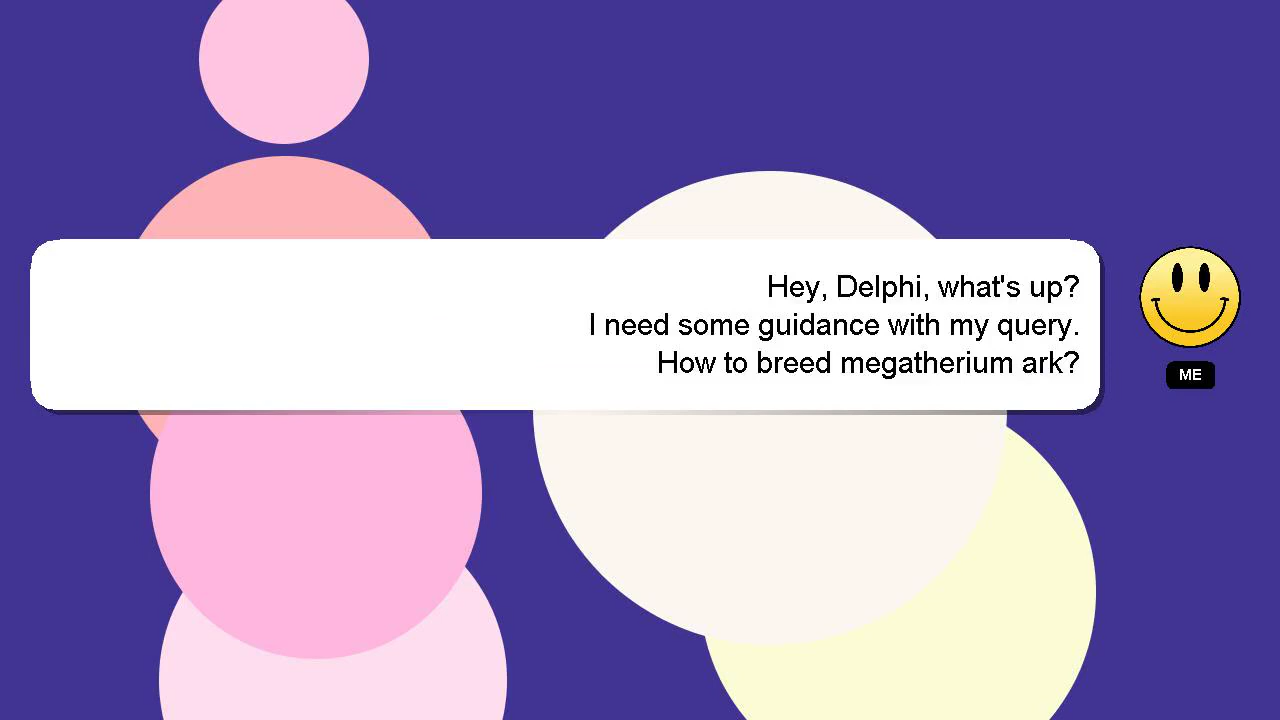 Hey, Delphi, what's up?
I need some guidance with my query.
How to breed megatherium ark?
ME